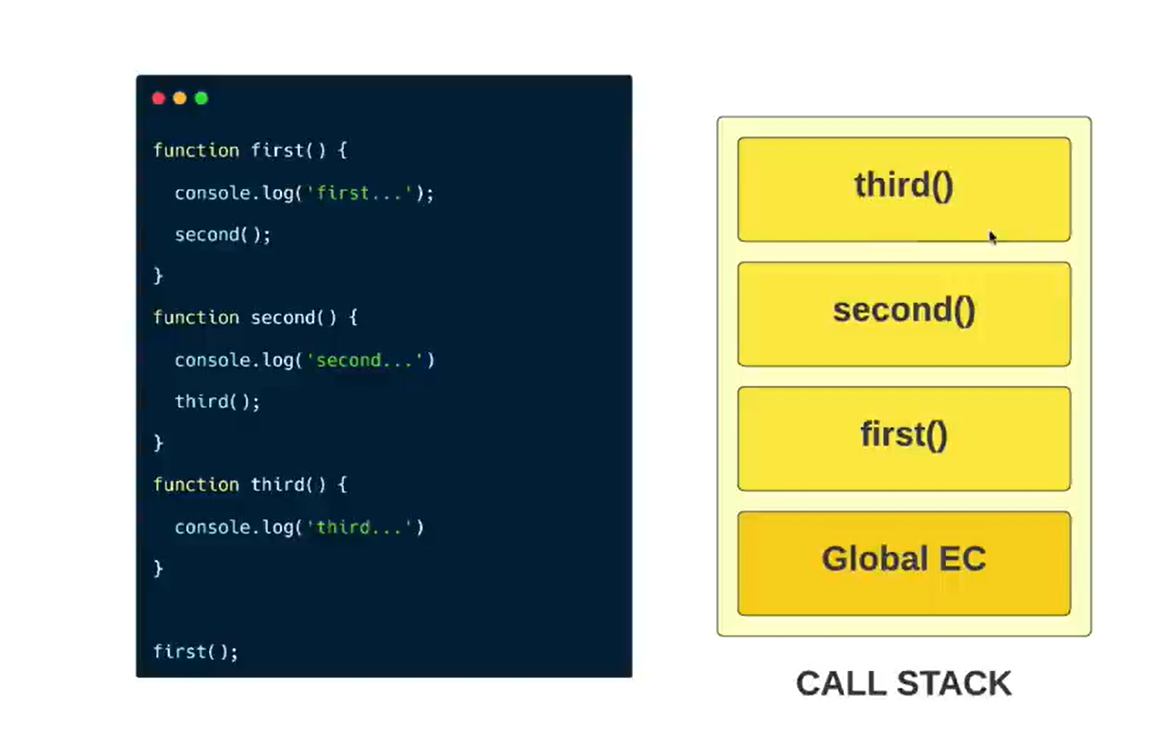 function first() {
  console.log('first...');
  second();
}
function second() {
  console.log('second...')
  third();
}
function third() {
  console.log('third...')
}
first();
third()
second()
first()
Global EC
CALL STACK